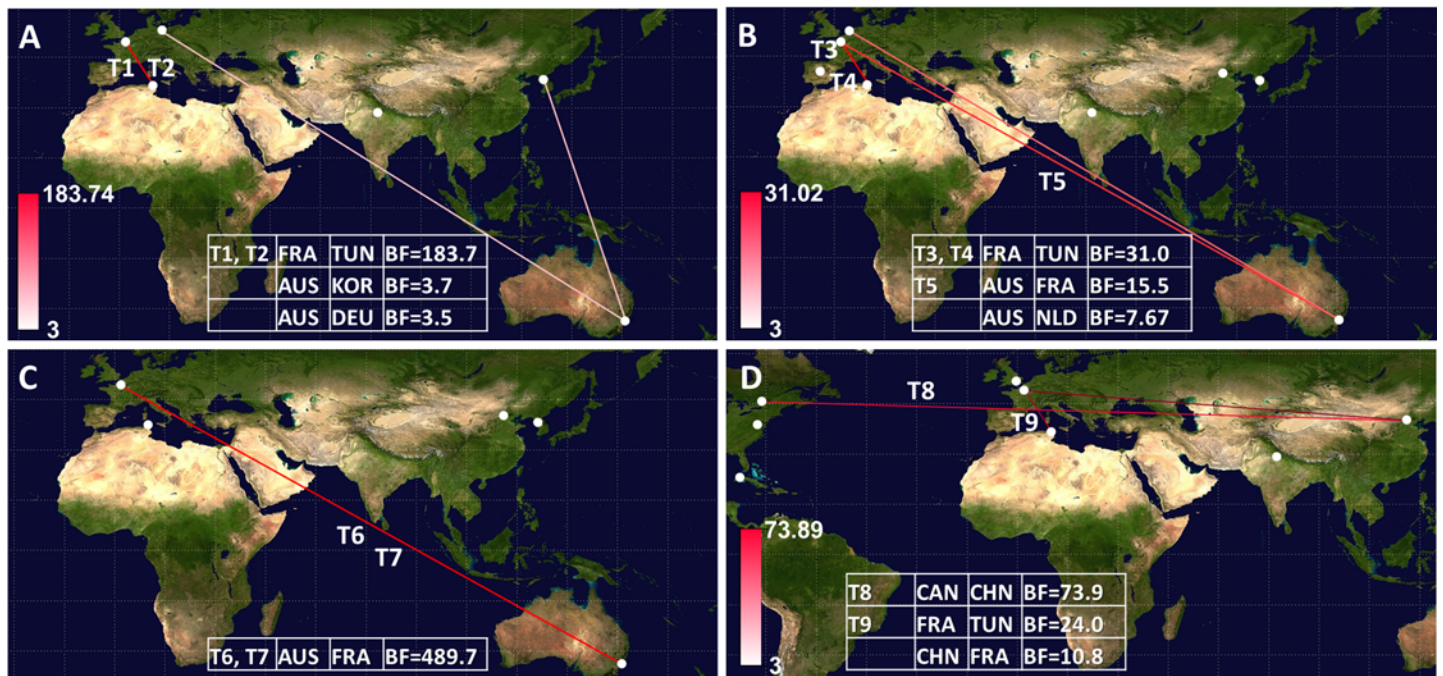 A
T1 T2
183.74
3
T1, T2 FRA TUN BF=183.7
AUS KOR BF=3.7
AUS DEU BF=3.5
B
T3
T4
T5
31.02
3
T3, T4 FRA TUN BF=31.0
T5 AUS FRA BF=15.5
AUS NLD BF=7.67
C
T6
T7
T6, T7 AUS FRA BF=489.7
D
T8
T9
73.89
3
T8 CAN CHN BF=73.9
T9 FRA TUN BF=24.0
CHN FRA BF=10.8